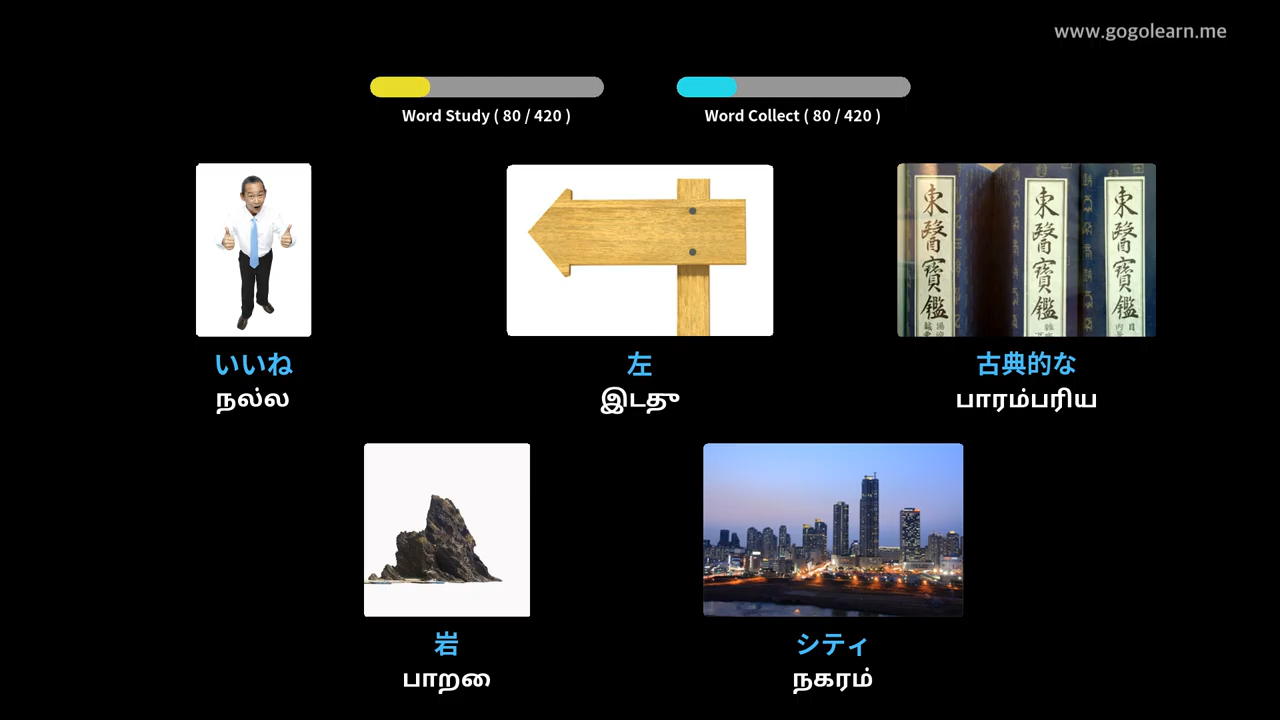 www.gogolearn.me
Word Study ( 80 / 420 )
Word Collect ( 80 / 420 )
東醫寶鑑
東醫寶鑑
東醫寶鑑
いいね
நல்ல
左
இடது
古典的な
பாரம்பரிய
岩
பாறை
シティ
நகரம்